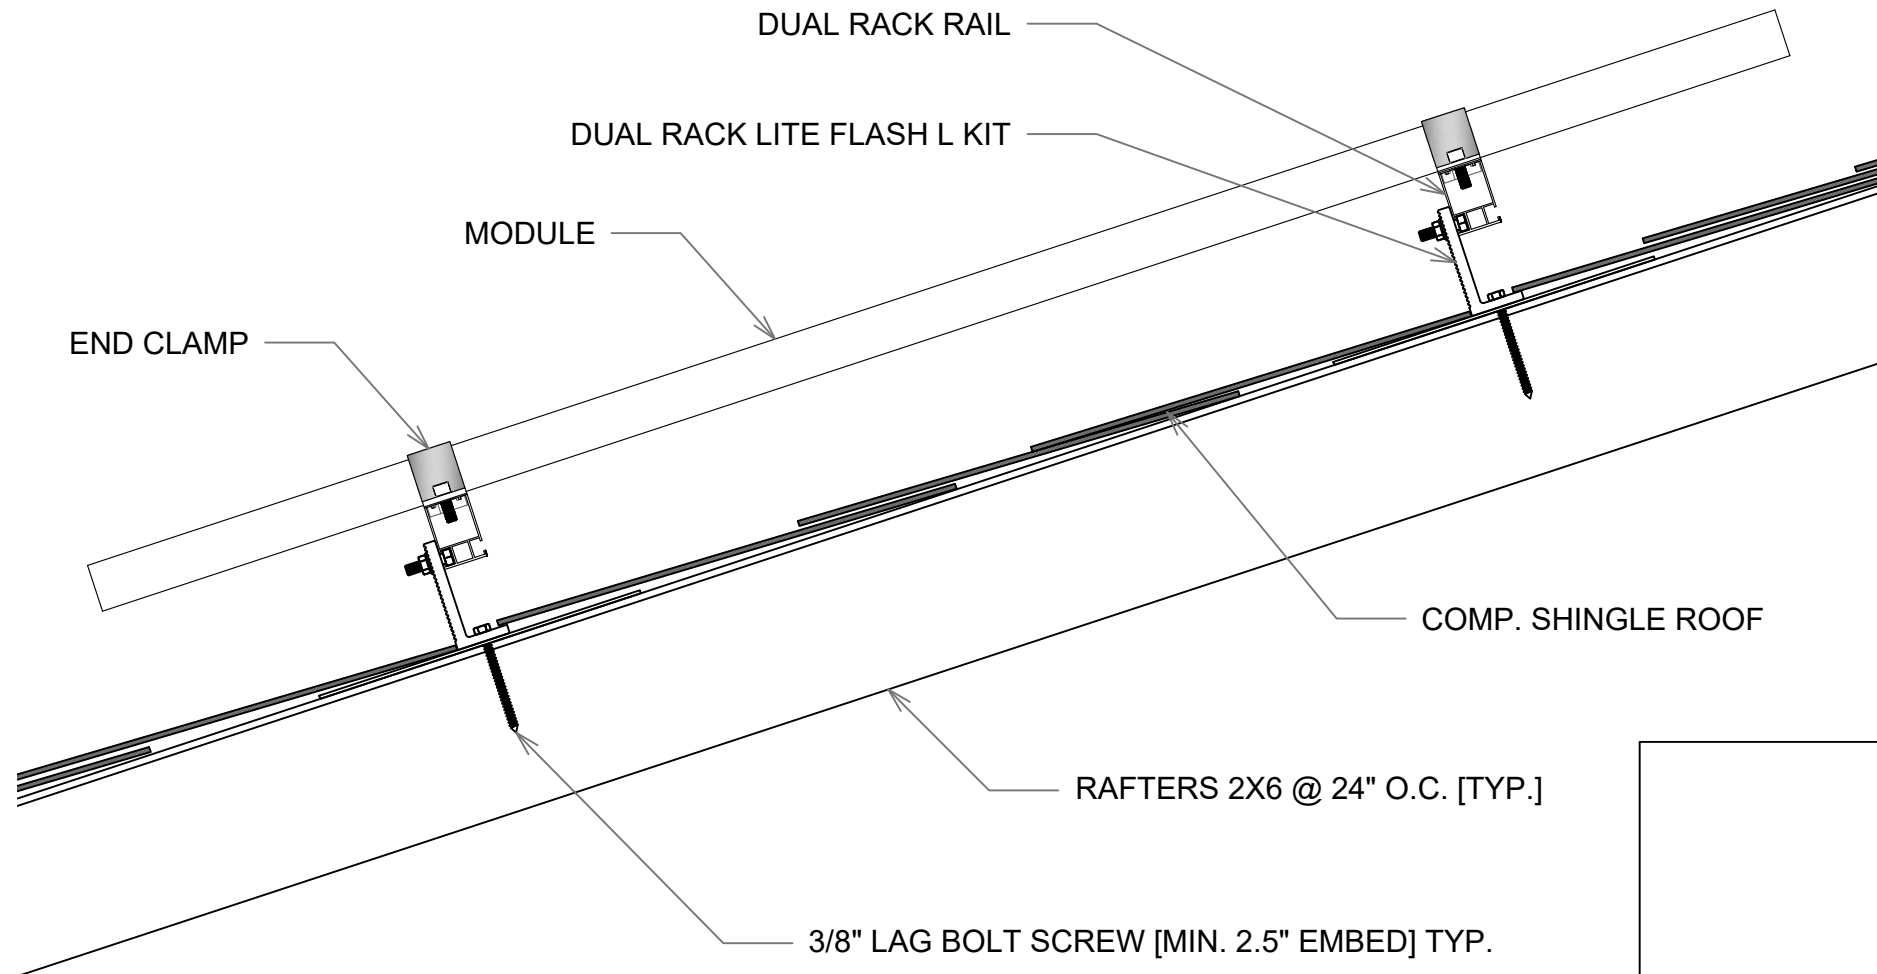 DUAL RACK RAIL
DUAL RACK LITE FLASH L KIT
MODULE
END CLAMP
COMP. SHINGLE ROOF
RAFTERS 2X6 @ 24" O.C. [TYP.]
3/8" LAG BOLT SCREW [MIN. 2.5" EMBED] TYP.